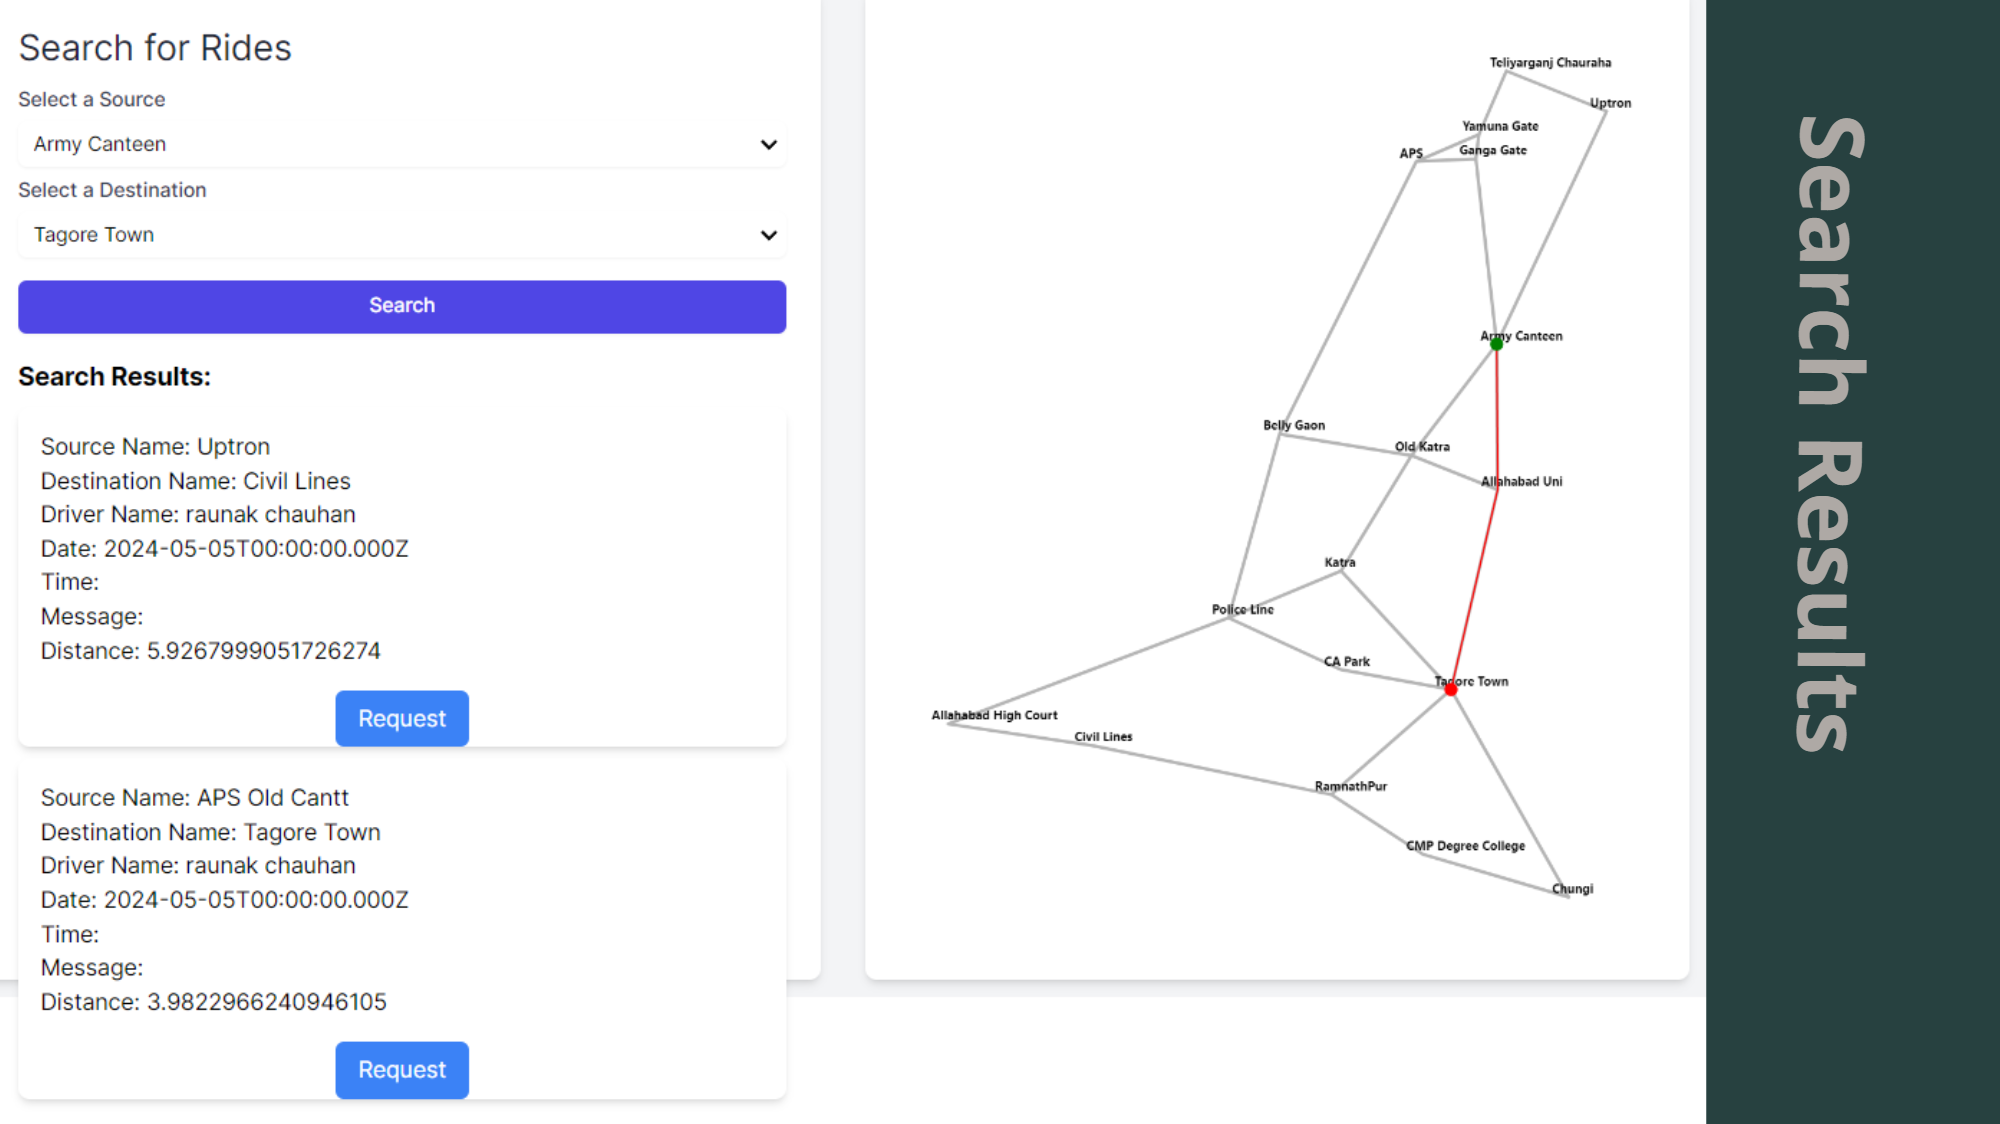 Search for Rides
Select a Source
Army Canteen
Select a Destination
Tagore Town
Search
Search Results:
Source Name: Uptron
Destination Name: Civil Lines
Driver Name: raunak chauhan
Date: 2024-05-05T00:00:00.000Z
Time:
Message:
Distance: 5.9267999051726274
Request
Source Name: APS Old Cantt
Destination Name: Tagore Town
Driver Name: raunak chauhan
Date: 2024-05-05T00:00:00.000Z
Time:
Message:
Distance: 3.9822966240946105
Request
Teliyarganj Chauraha
Uptron
Yamuna Gate
APS
Ganga Gate
Army Canteen
Belly Gaon
Old Katra
Allahabad Uni
Katra
Police Line
CA Park
Tagore Town
Allahabad High Court
Civil Lines
RamnathPur
CMP Degree College
Chungi
Search Results